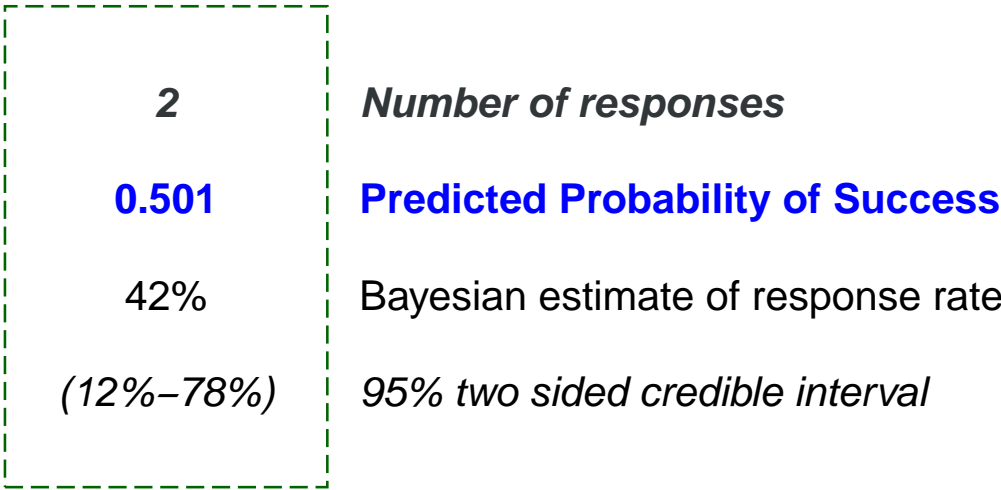 2 Number of responses
0.501 Predicted Probability of Success
42% Bayesian estimate of response rate
(12%−78%) 95% two sided credible interval